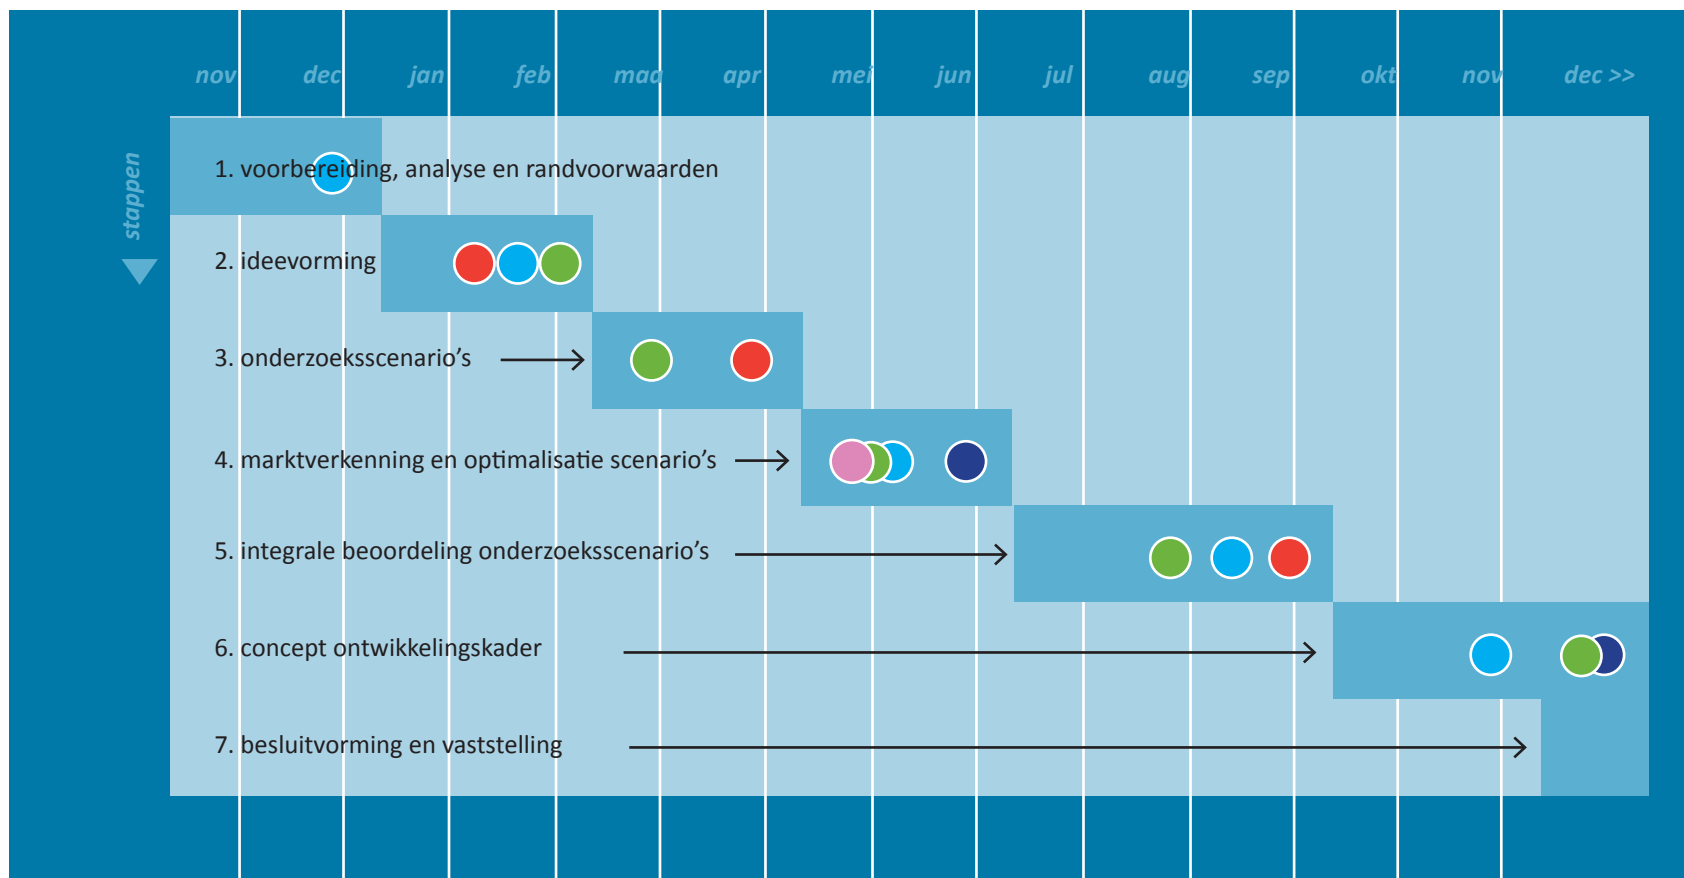 nov dec jan feb maa apr mei jun jul aug sep okt nov dec >>
stappen
1. voorbereiding, analyse en randvoorwaarden
2. ideevorming
3. onderzoeksscenario’s
4. marktverkenning en optimalisatie scenario’s
5. integrale beoordeling onderzoeksscenario’s
6. concept ontwikkelingskader
7. besluitvorming en vaststelling